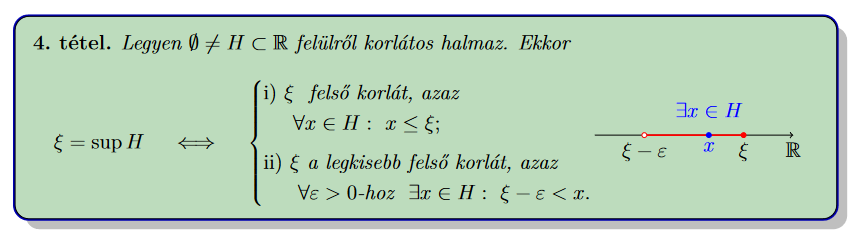 4. tétel. Legyen ∅ ≠ H ⊂ ℝ felülről korlátos halmaz. Ekkor
ξ = sup H ⟺
i) ξ felső korlát, azaz
∀x ∈ H : x ≤ ξ;
ii) ξ a legkisebb felső korlát, azaz
∀ε > 0-hoz ∃x ∈ H : ξ − ε < x.
∃x ∈ H
ξ − ε x ξ ℝ